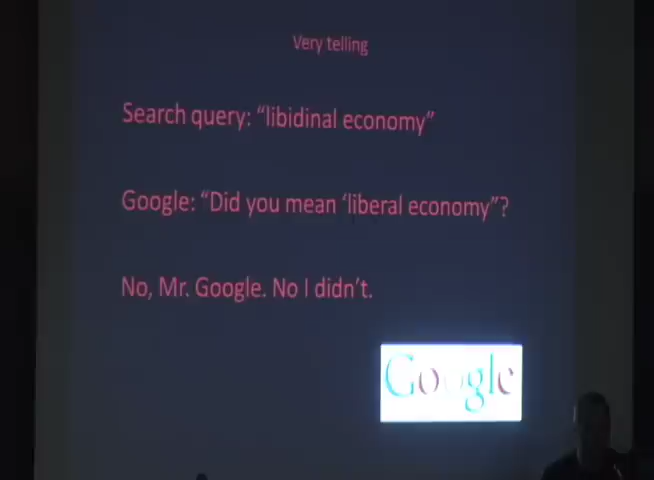 Very telling
Search query: “libidinal economy”
Google: “Did you mean ‘liberal economy”?
No, Mr. Google. No I didn’t.
Google